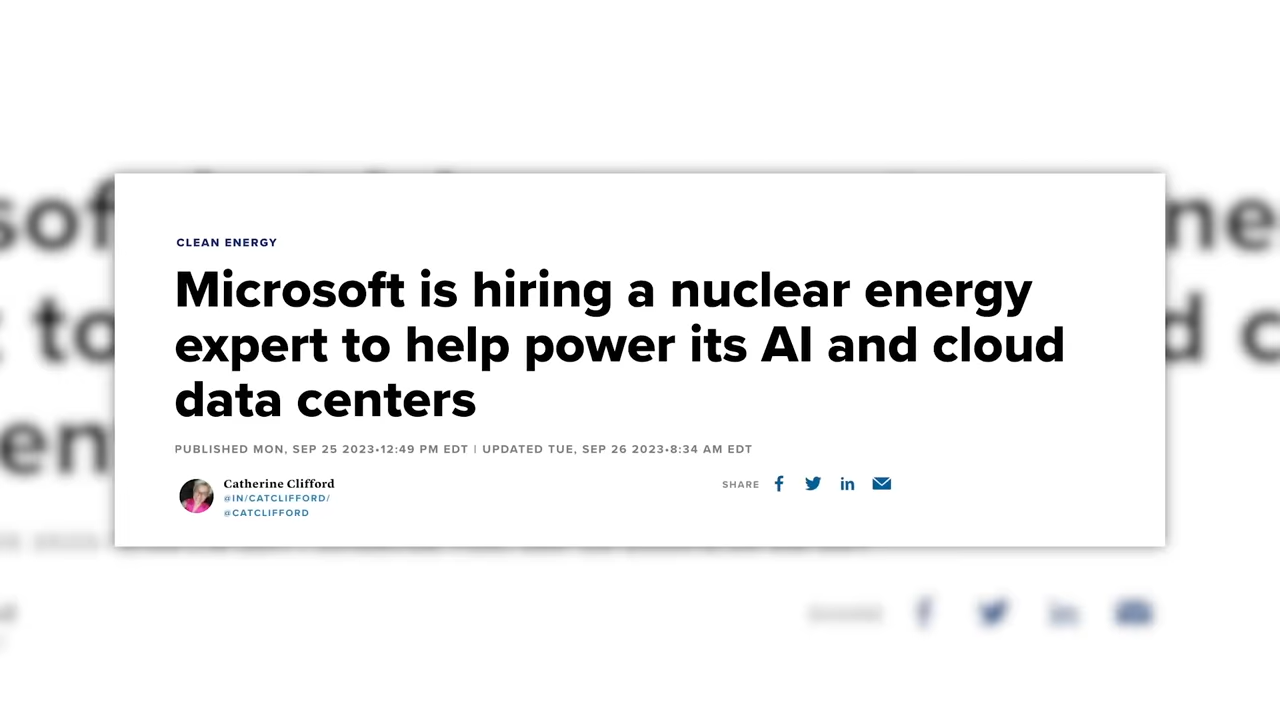 CLEAN ENERGY
Microsoft is hiring a nuclear energy
expert to help power its AI and cloud
data centers
PUBLISHED MON, SEP 25 2023•12:49 PM EDT | UPDATED TUE, SEP 26 2023•8:34 AM EDT
Catherine Clifford
@IN/CATCLIFFORD/
@CATCLIFFORD
SHARE